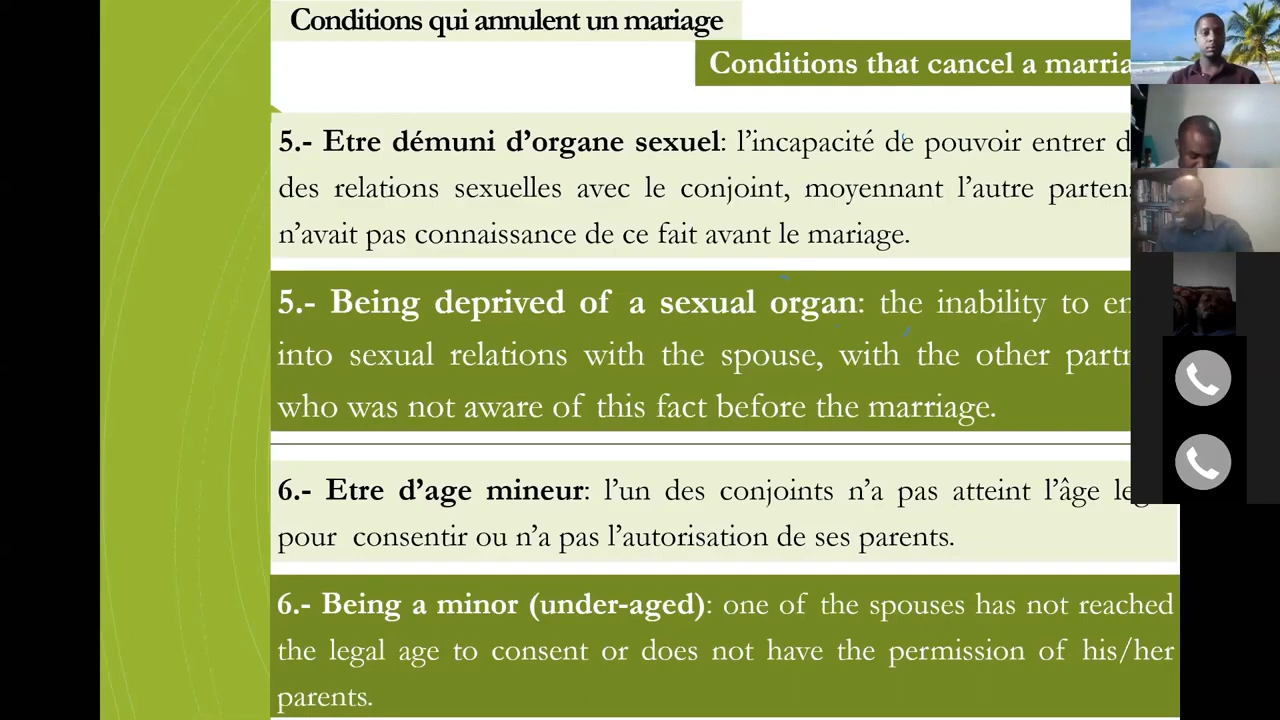 Conditions qui annulent un mariage
Conditions that cancel a
5.- Etre démuni d’organe sexuel: l’incapacité de pouvoir entrer
des relations sexuelles avec le conjoint, moyennant l’autre
n’avait pas connaissance de ce fait avant le mariage.
5.- Being deprived of a sexual organ: the inability to
into sexual relations with the spouse, with the other
who was not aware of this fact before the marriage.
6.- Etre d’age mineur: l’un des conjoints n’a pas atteint l’âge
pour consentir ou n’a pas l’autorisation de ses parents.
6.- Being a minor (under-aged): one of the spouses has not reached
the legal age to consent or does not have the permission of his/her
parents.